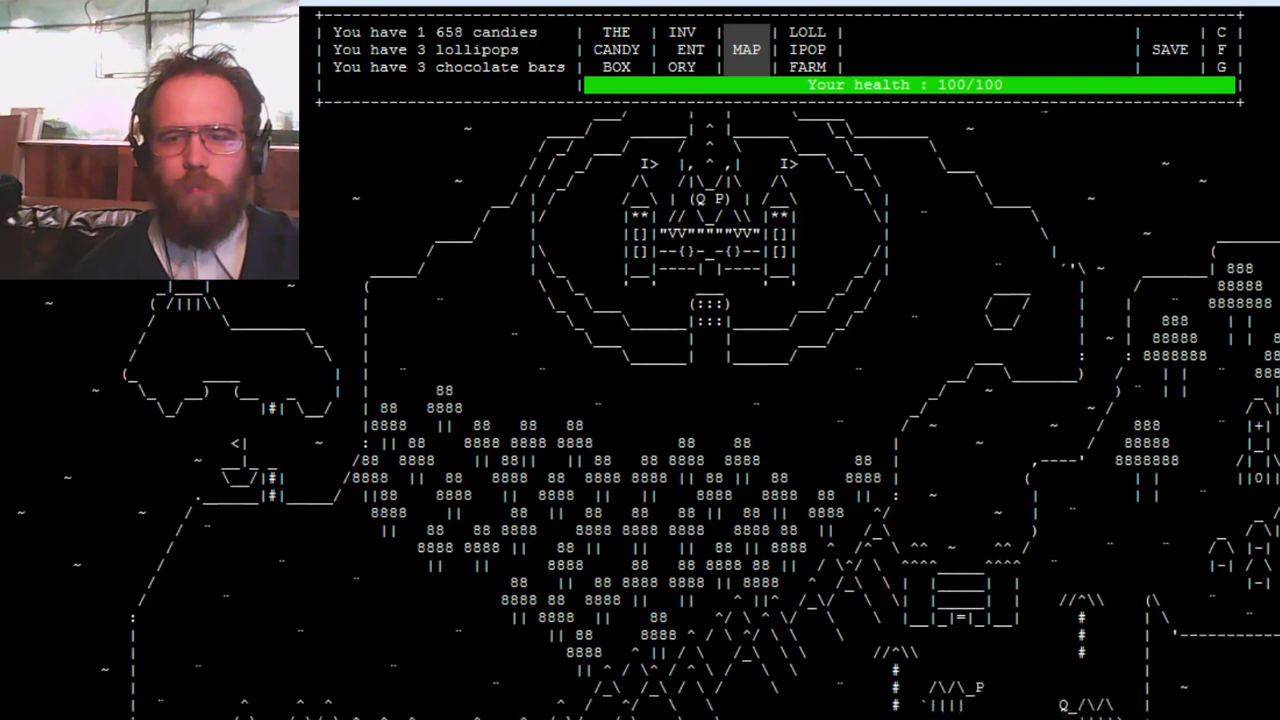 You have 1 658 candies
You have 3 lollipops
You have 3 chocolate bars
THE
CANDY
BOX
INV
ENT
ORY
MAP
LOLL
IPOP
FARM
SAVE
C
F
G
Your health : 100/100